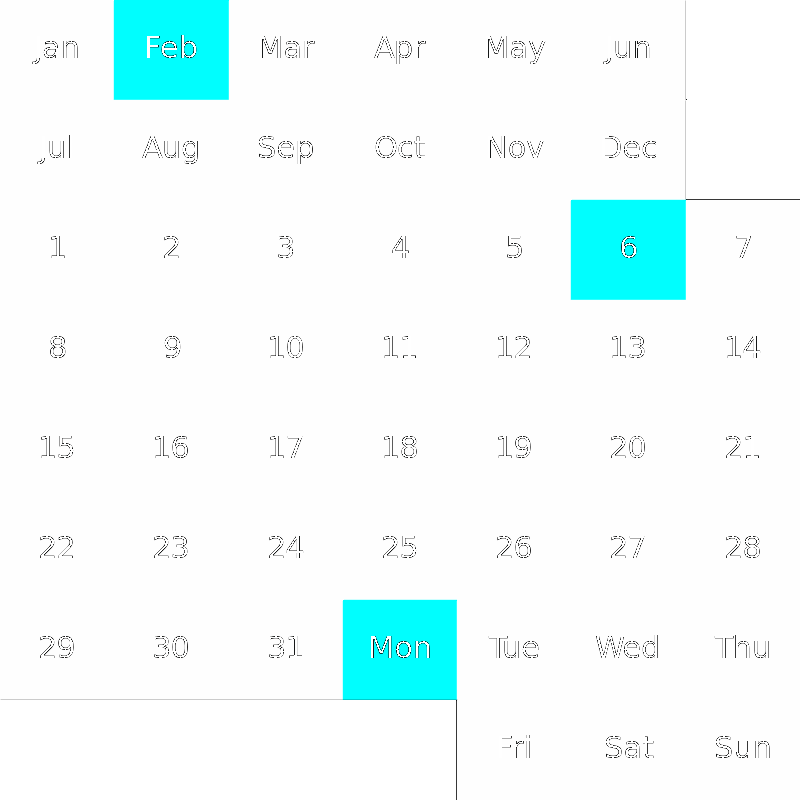 Jan Feb Mar Apr May Jun
Jul Aug Sep Oct Nov Dec
1 2 3 4 5 6 7
8 9 10 11 12 13 14
15 16 17 18 19 20 21
22 23 24 25 26 27 28
29 30 31 Mon Tue Wed Thu
Fri Sat Sun